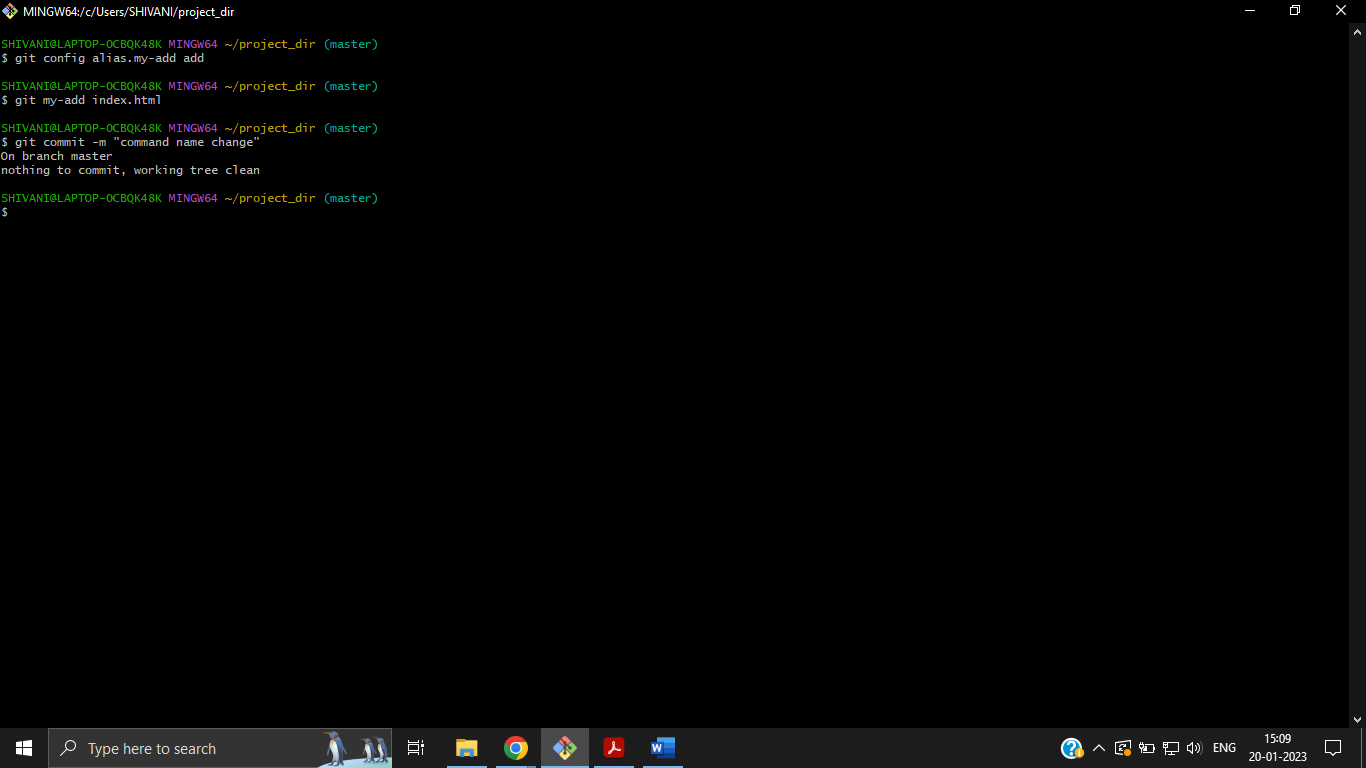 MINGW64:/c/Users/SHIVANI/project_dir
SHIVANI@LAPTOP-OCBQK48K MINGW64 ~/project_dir (master)
$ git config alias.my-add add
SHIVANI@LAPTOP-OCBQK48K MINGW64 ~/project_dir (master)
$ git my-add index.html
SHIVANI@LAPTOP-OCBQK48K MINGW64 ~/project_dir (master)
$ git commit -m "command name change"
On branch master
nothing to commit, working tree clean
SHIVANI@LAPTOP-OCBQK48K MINGW64 ~/project_dir (master)
$
Type here to search
ENG
15:09
20-01-2023